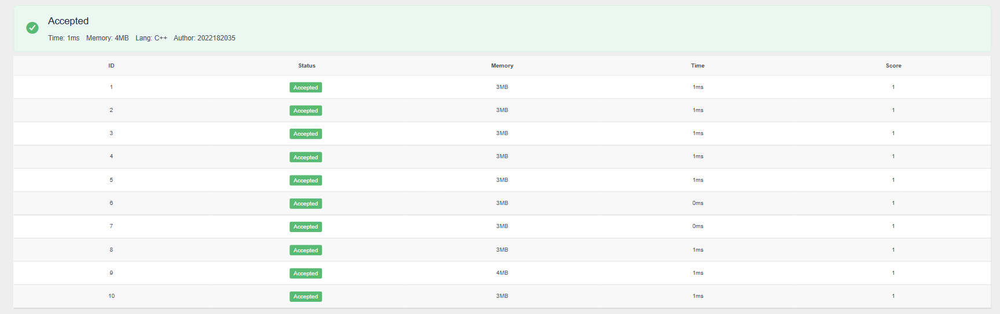 Accepted
Time: 1ms Memory: 4MB Lang: C++ Author: 2022182035
ID Status Memory Time Score
1 Accepted 3MB 1ms 1
2 Accepted 3MB 1ms 1
3 Accepted 3MB 1ms 1
4 Accepted 3MB 1ms 1
5 Accepted 3MB 1ms 1
6 Accepted 3MB 0ms 1
7 Accepted 3MB 0ms 1
8 Accepted 3MB 1ms 1
9 Accepted 4MB 1ms 1
10 Accepted 3MB 1ms 1